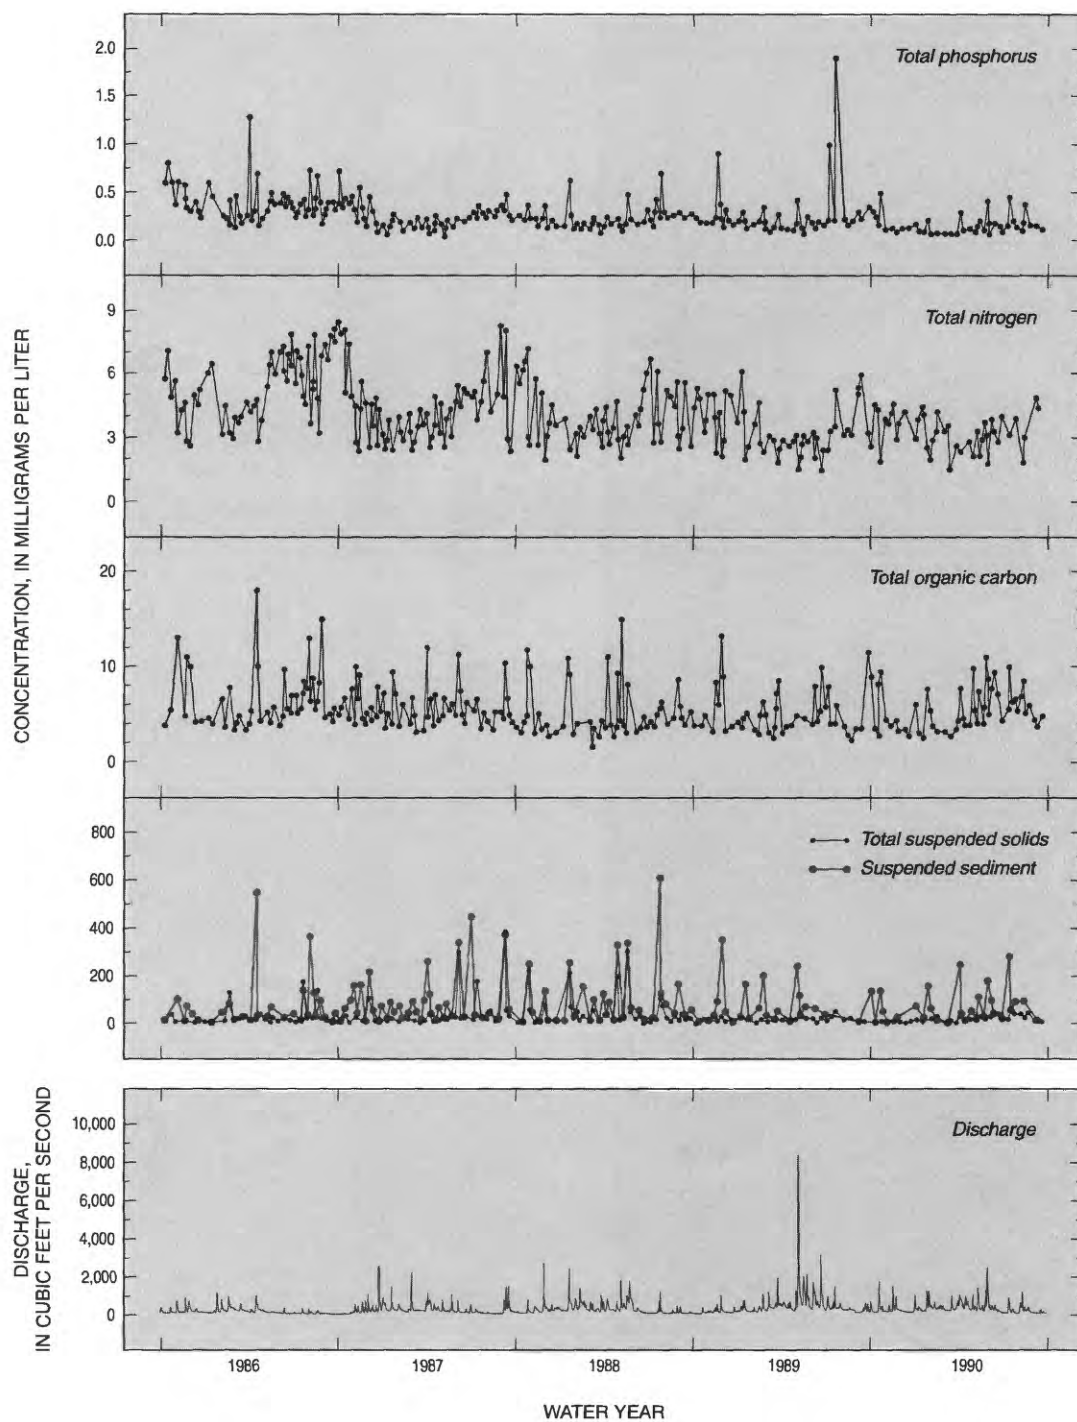 Total phosphorus
2.0
1.5
1.0
0.5
0.0
Total nitrogen
9
6
3
0
Total organic carbon
20
10
0
CONCENTRATION, IN MILLIGRAMS PER LITER
Total suspended solids
Suspended sediment
800
600
400
200
0
DISCHARGE,
IN CUBIC FEET PER SECOND
Discharge
10,000
8,000
6,000
4,000
2,000
0
1986 1987 1988 1989 1990
WATER YEAR